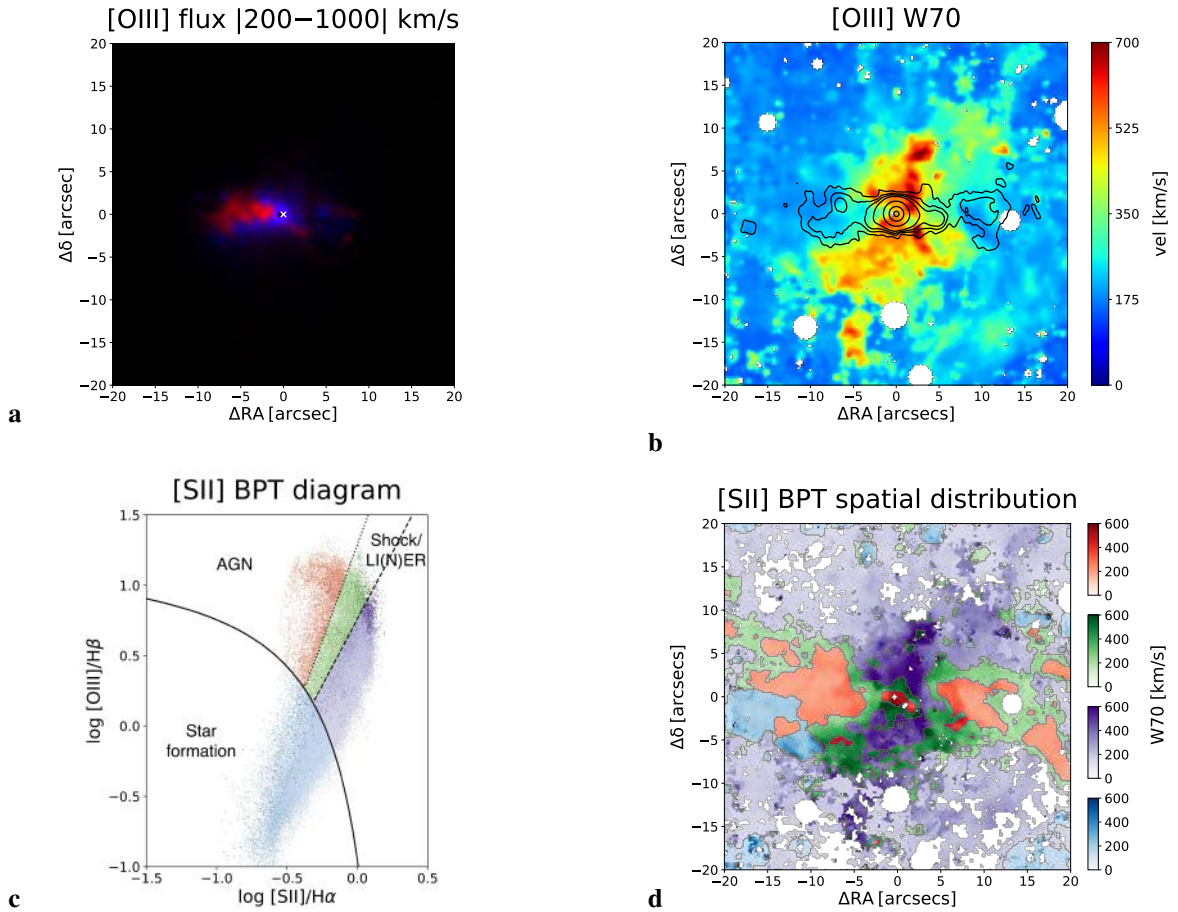 [OIII] flux |200−1000| km/s
20
15
10
5
0
−5
−10
−15
−20
−20 −15 −10 −5 0 5 10 15 20
Δδ [arcsec]
ΔRA [arcsec]
a
[OIII] W70
20
15
10
5
0
−5
−10
−15
−20
−20 −15 −10 −5 0 5 10 15 20
Δδ [arcsecs]
ΔRA [arcsecs]
700
525
350
175
0
vel [km/s]
b
[SII] BPT diagram
1.5
1.0
0.5
0.0
−0.5
−1.0
−1.5 −1.0 −0.5 0.0 0.5
log [OIII]/Hβ
log [SII]/Hα
AGN
Shock/
LI(N)ER
Star
formation
c
[SII] BPT spatial distribution
20
15
10
5
0
−5
−10
−15
−20
−20 −15 −10 −5 0 5 10 15 20
Δδ [arcsecs]
ΔRA [arcsecs]
600
400
200
0
600
400
200
0
600
400
200
0
600
400
200
0
W70 [km/s]
d